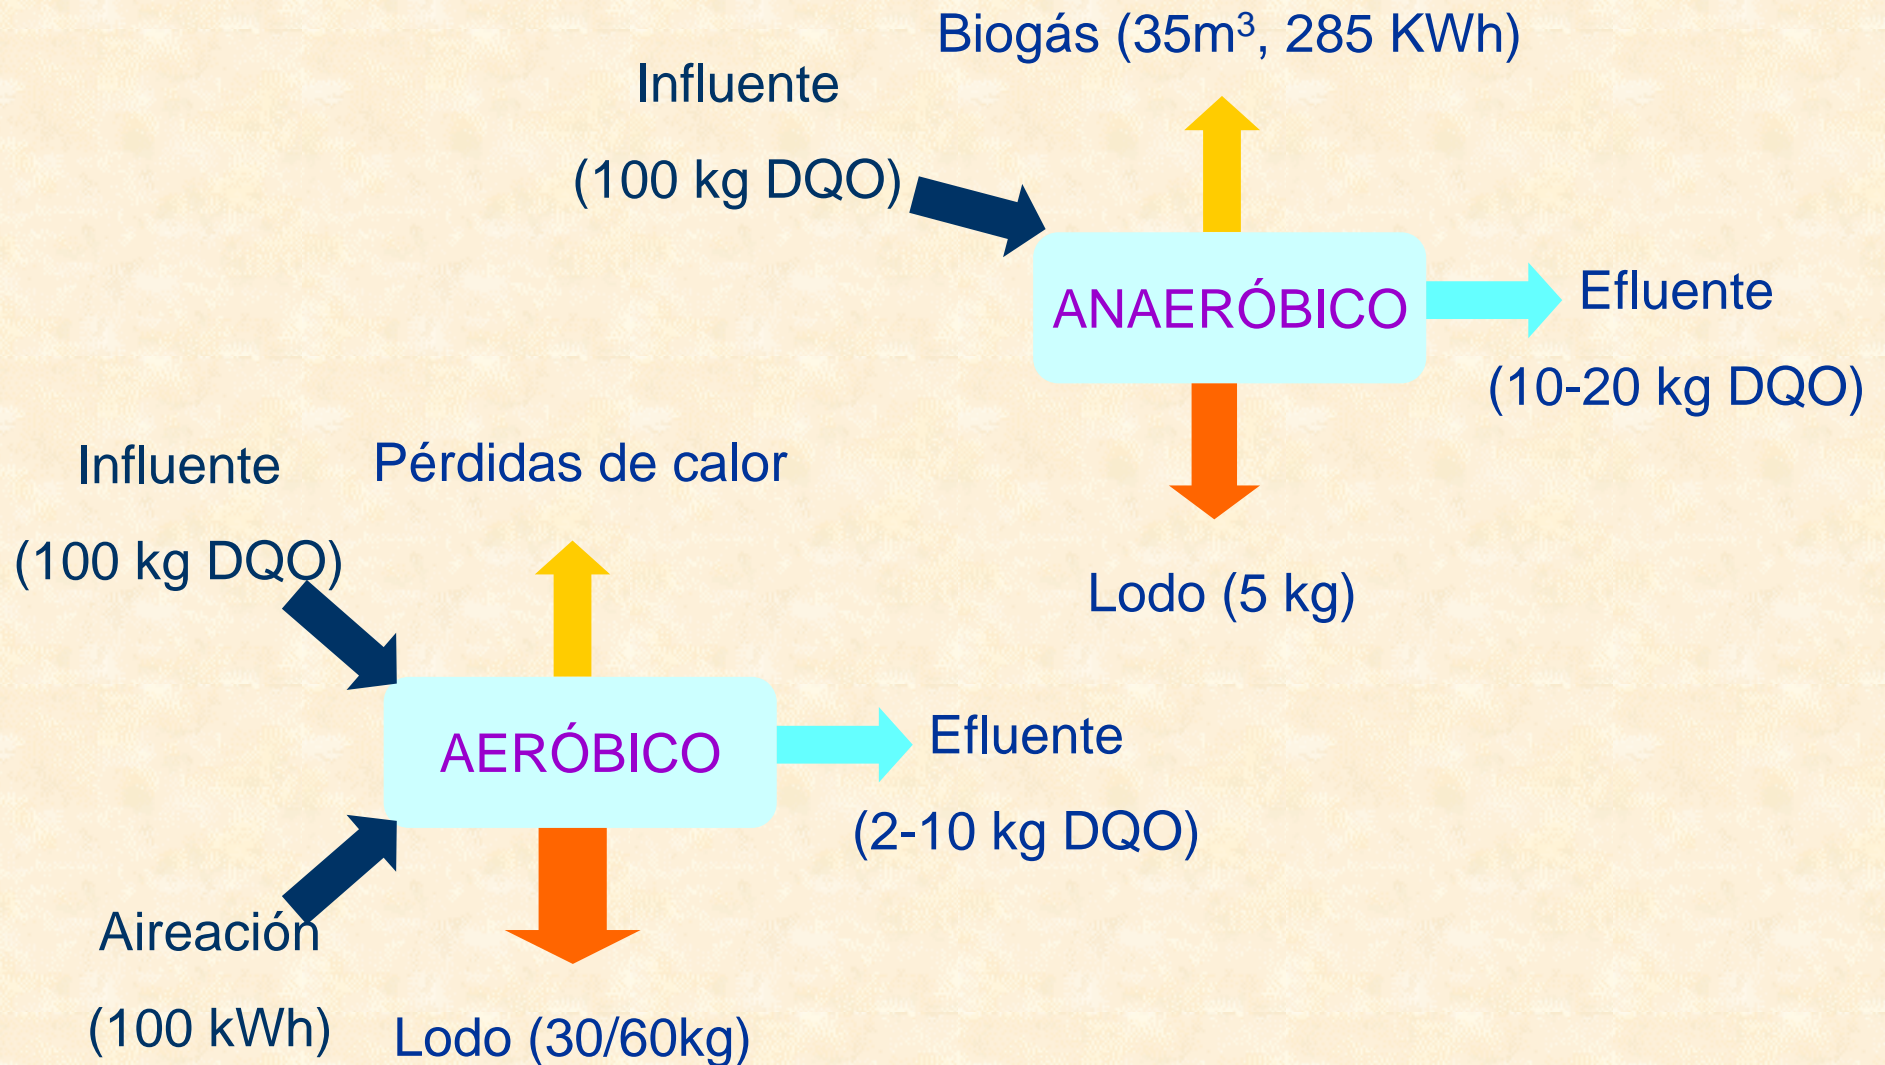 Biogás (35m³, 285 KWh)
Influente
(100 kg DQO)
ANAERÓBICO
Efluente
(10-20 kg DQO)
Lodo (5 kg)
Influente
(100 kg DQO)
Pérdidas de calor
AERÓBICO
Efluente
(2-10 kg DQO)
Aireación
(100 kWh)
Lodo (30/60kg)